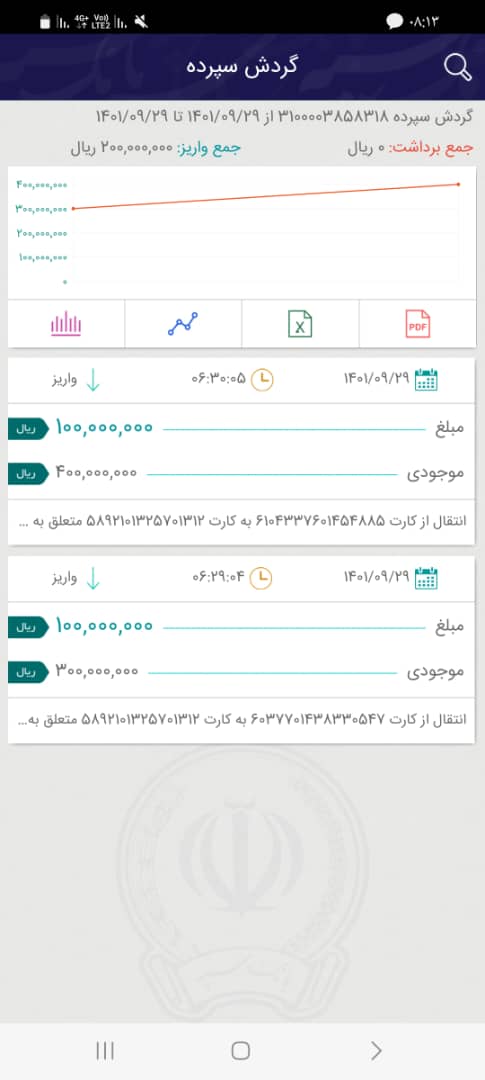 ۰۸:۱۳
4G+ Vo) LTE2
گردش سپرده
گردش سپرده ۳۱۰۰۰۰۳۸۵۸۳۱۸ از ۱۴۰۱/۰۹/۲۹ تا ۱۴۰۱/۰۹/۲۹
جمع برداشت: ۰ ریال جمع واریز: ۲۰۰,۰۰۰,۰۰۰ ریال
۴۰۰,۰۰۰,۰۰۰
۳۰۰,۰۰۰,۰۰۰
۲۰۰,۰۰۰,۰۰۰
۱۰۰,۰۰۰,۰۰۰
۰
X PDF
۱۴۰۱/۰۹/۲۹ ۰۶:۳۰:۰۵ واریز
مبلغ ۱۰۰,۰۰۰,۰۰۰ ریال
موجودی ۴۰۰,۰۰۰,۰۰۰ ریال
انتقال از کارت ۶۱۰۴۳۳۷۶۰۱۴۵۴۸۸۵ به کارت ۵۸۹۲۱۰۱۳۲۵۷۰۱۳۱۲ متعلق به ...
۱۴۰۱/۰۹/۲۹ ۰۶:۲۹:۰۴ واریز
مبلغ ۱۰۰,۰۰۰,۰۰۰ ریال
موجودی ۳۰۰,۰۰۰,۰۰۰ ریال
انتقال از کارت ۶۰۳۷۷۰۱۴۳۸۳۳۰۵۴۷ به کارت ۵۸۹۲۱۰۱۳۲۵۷۰۱۳۱۲ متعلق به...